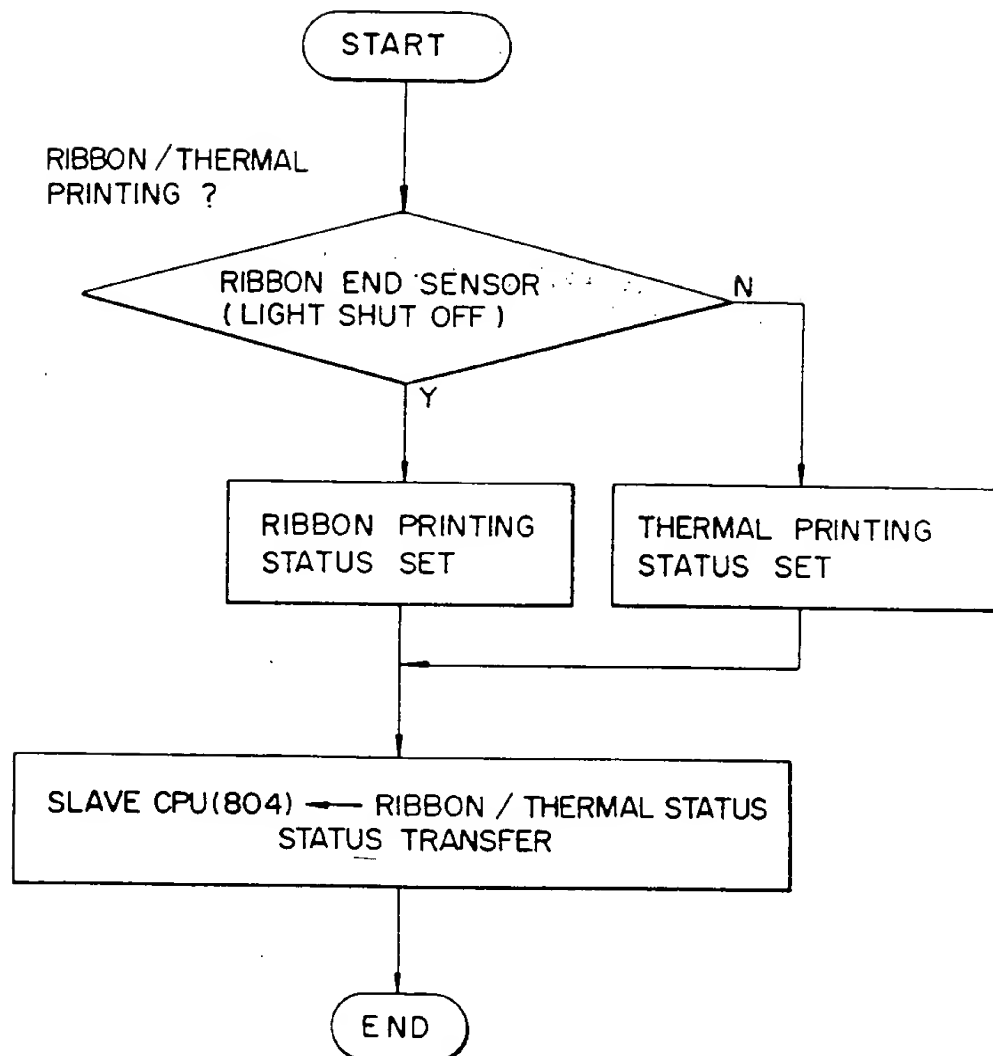 START
RIBBON / THERMAL
PRINTING ?
RIBBON END SENSOR
( LIGHT SHUT OFF )
N
Y
RIBBON PRINTING
STATUS SET
THERMAL PRINTING
STATUS SET
SLAVE CPU(804) ← RIBBON / THERMAL STATUS
STATUS TRANSFER
END